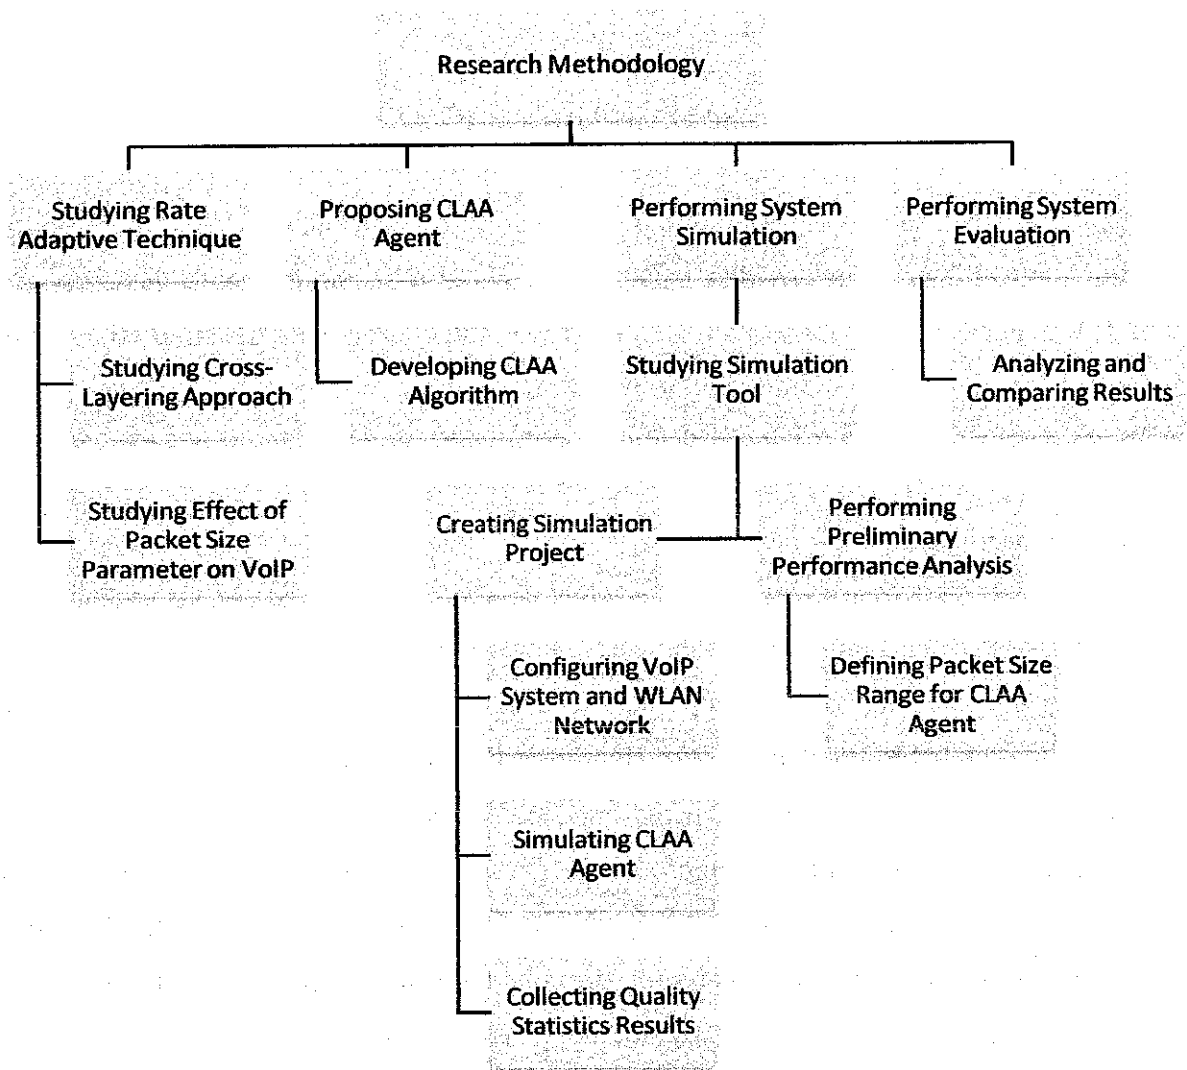 Research Methodology
Studying Rate
Adaptive Technique
Proposing CLAA
Agent
Performing System
Simulation
Performing System
Evaluation
Studying Cross-
Layering Approach
Developing CLAA
Algorithm
Studying Simulation
Tool
Analyzing and
Comparing Results
Studying Effect of
Packet Size
Parameter on VoIP
Creating Simulation
Project
Performing
Preliminary
Performance Analysis
Configuring VoIP
System and WLAN
Network
Defining Packet Size
Range for CLAA
Agent
Simulating CLAA
Agent
Collecting Quality
Statistics Results